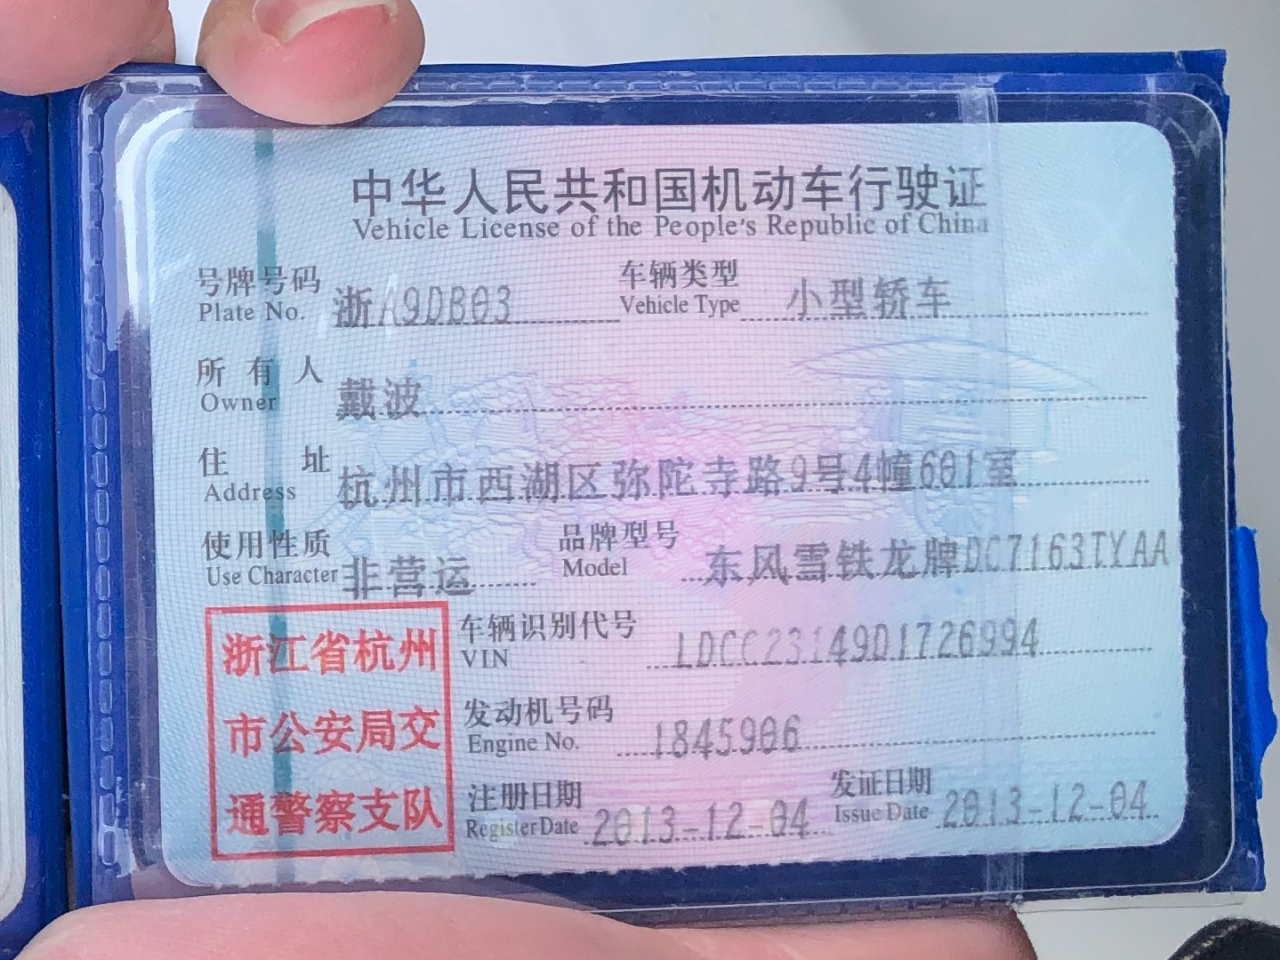 中华人民共和国机动车行驶证
Vehicle License of the People's Republic of China
号牌号码 浙A9DB03 车辆类型 小型轿车
Plate No. Vehicle Type
所有人 戴波
Owner
住址 杭州市西湖区弥陀寺路9号4幢601室
Address
使用性质 非营运 品牌型号 东风雪铁龙牌DC7163TYAA
Use Character Model
浙江省杭州
市公安局交
通警察支队
车辆识别代号 LDCC23149D1726994
VIN
发动机号码 1845906
Engine No.
注册日期 2013-12-04 发证日期 2013-12-04
Register Date Issue Date